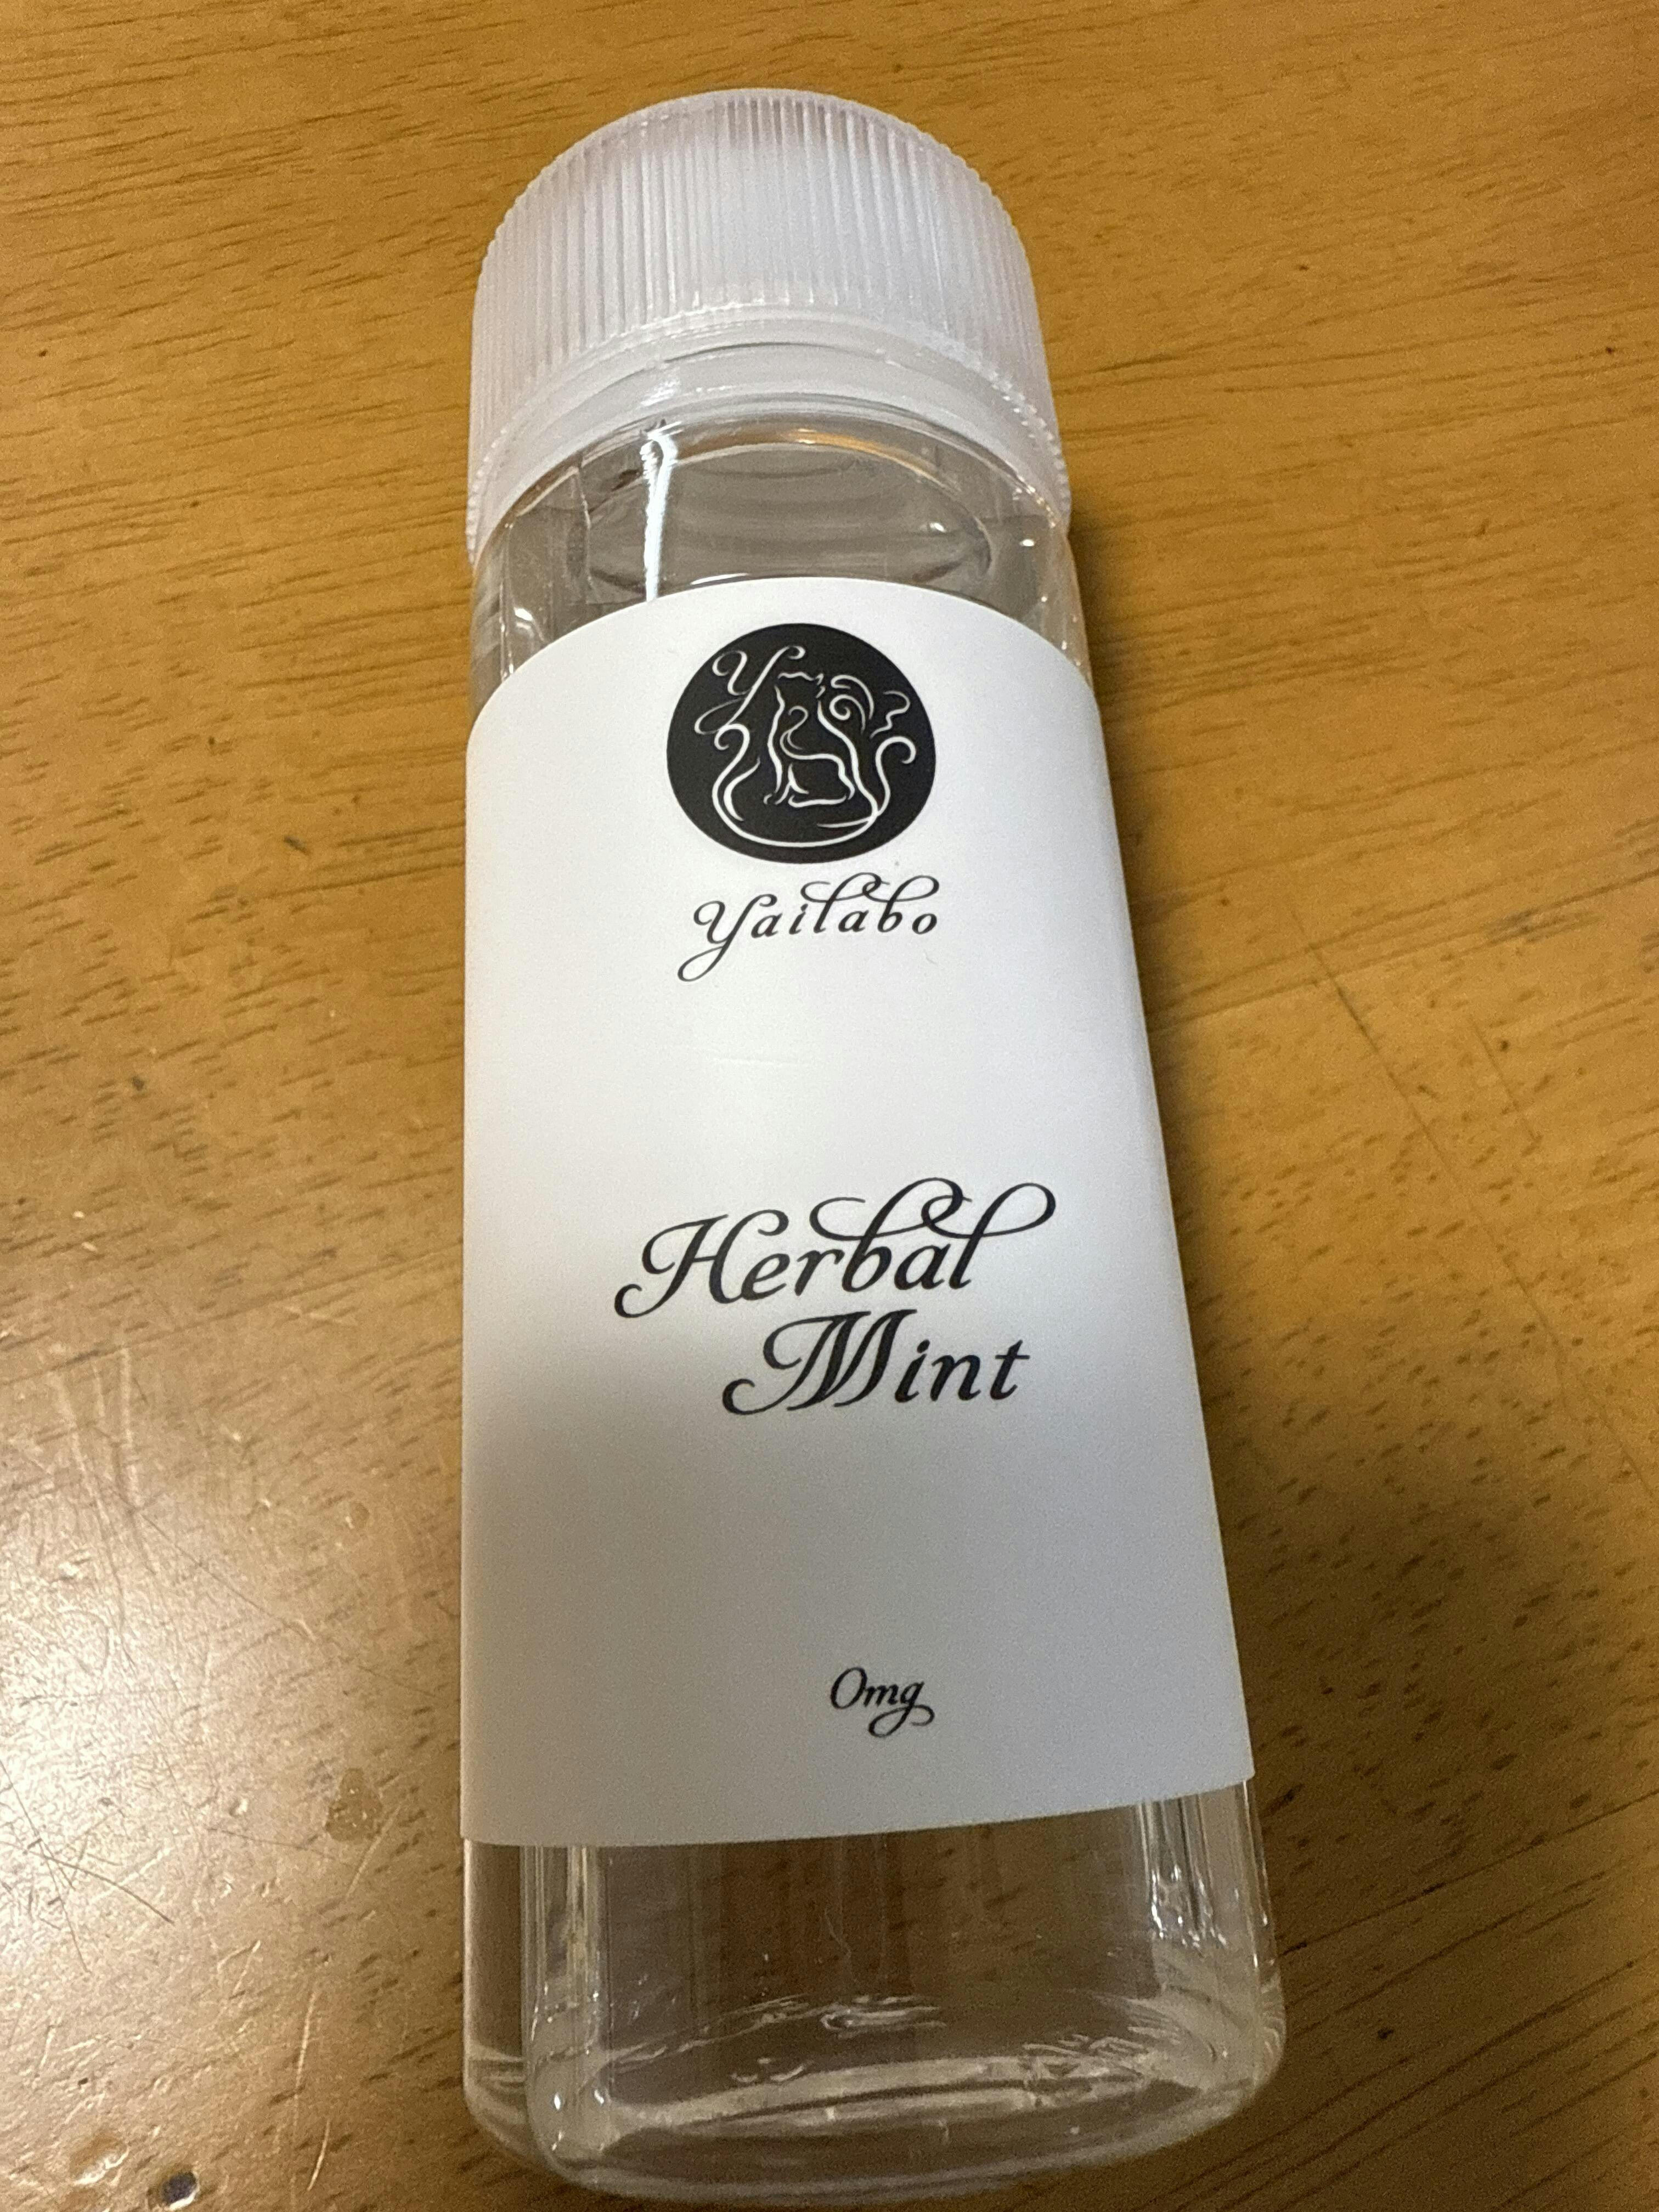 Y
Yailabo
Herbal
Mint
0mg